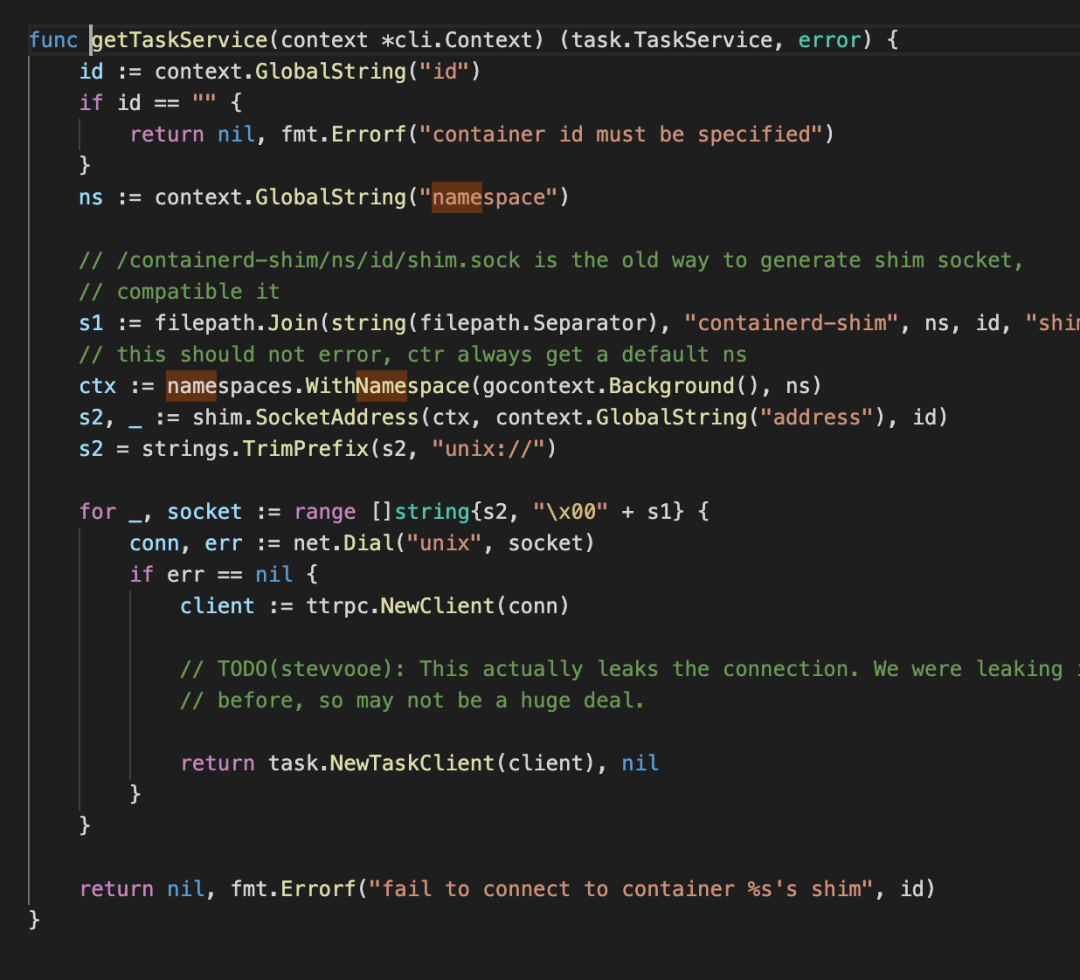 func getTaskService(context *cli.Context) (task.TaskService, error) {
    id := context.GlobalString("id")
    if id == "" {
        return nil, fmt.Errorf("container id must be specified")
    }
    ns := context.GlobalString("namespace")

    // /containerd-shim/ns/id/shim.sock is the old way to generate shim socket,
    // compatible it
    s1 := filepath.Join(string(filepath.Separator), "containerd-shim", ns, id, "shim
    // this should not error, ctr always get a default ns
    ctx := namespaces.WithNamespace(gocontext.Background(), ns)
    s2, _ := shim.SocketAddress(ctx, context.GlobalString("address"), id)
    s2 = strings.TrimPrefix(s2, "unix://")

    for _, socket := range []string{s2, "\x00" + s1} {
        conn, err := net.Dial("unix", socket)
        if err == nil {
            client := ttrpc.NewClient(conn)

            // TODO(stevvooe): This actually leaks the connection. We were leaking
            // before, so may not be a huge deal.

            return task.NewTaskClient(client), nil
        }
    }

    return nil, fmt.Errorf("fail to connect to container %s's shim", id)
}